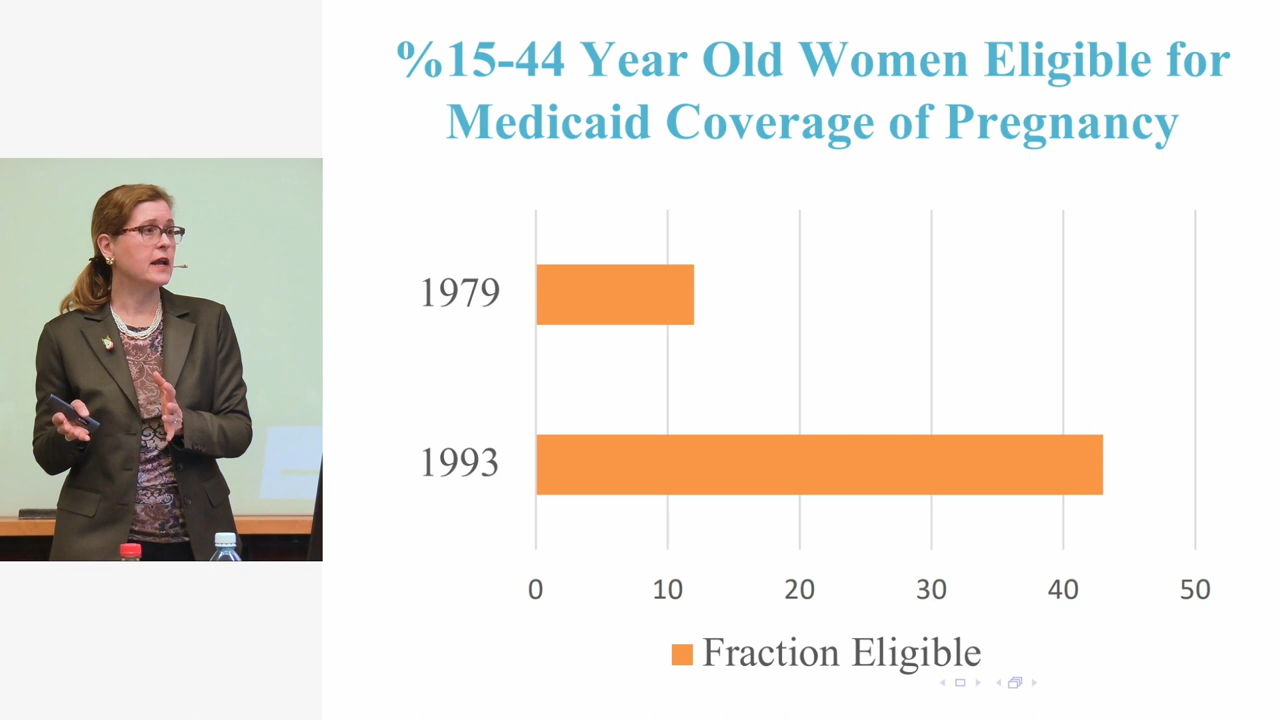 %15-44 Year Old Women Eligible for
Medicaid Coverage of Pregnancy
1979
1993
0 10 20 30 40 50
Fraction Eligible